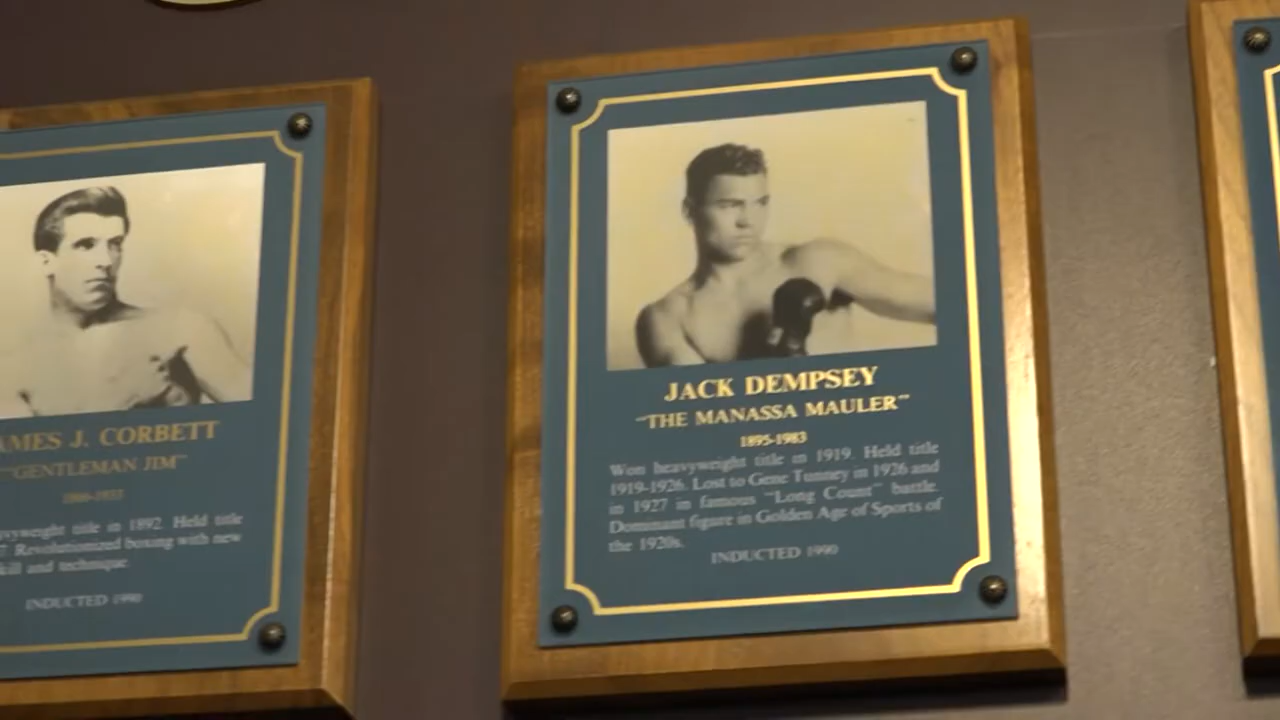 AMES J. CORBETT
"GENTLEMAN JIM"
vyweight title in 1892. Held title
7. Revolutionized boxing with new
kill and technique.
INDUCTED 1990
JACK DEMPSEY
"THE MANASSA MAULER"
1895-1983
Won heavyweight title in 1919. Held title
1919-1926. Lost to Gene Tunney in 1926 and
in 1927 in famous "Long Count" battle.
Dominant figure in Golden Age of Sports of
the 1920s.
INDUCTED 1990